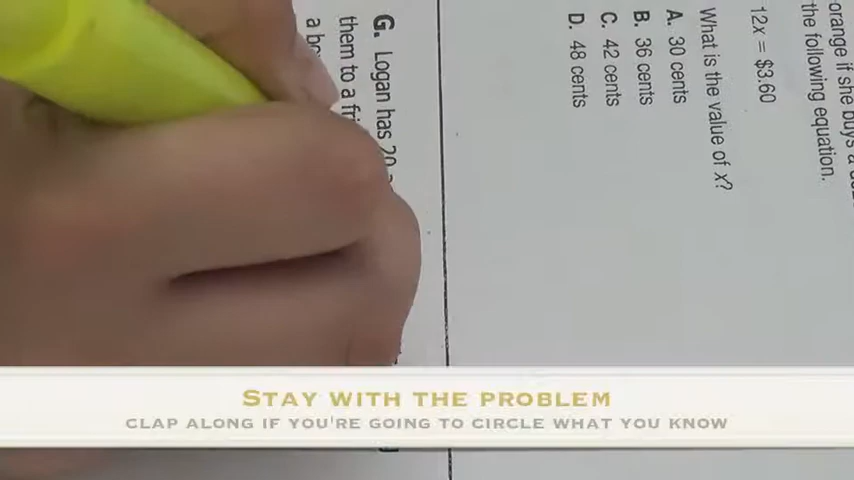 -orange if she buys a
the following equation.
12x = $3.60
What is the value of x?
A. 30 cents
B. 36 cents
C. 42 cents
D. 48 cents
G. Logan has 20
them to a
a
STAY WITH THE PROBLEM
CLAP ALONG IF YOU'RE GOING TO CIRCLE WHAT YOU KNOW